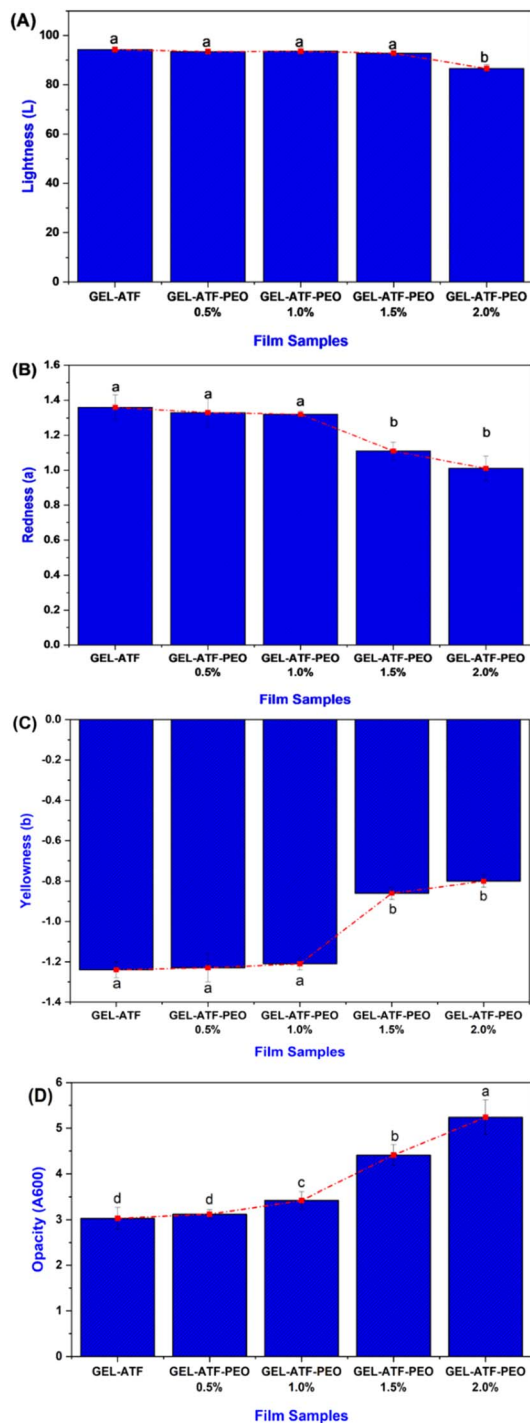 (A)
100
80
60
40
20
0
Lightness (L)
a
a
a
a
b
GEL-ATF
GEL-ATF-PEO
0.5%
GEL-ATF-PEO
1.0%
GEL-ATF-PEO
1.5%
GEL-ATF-PEO
2.0%
Film Samples
(B)
1.6
1.4
1.2
1.0
0.8
0.6
0.4
0.2
0.0
Redness (a)
a
a
a
b
b
GEL-ATF
GEL-ATF-PEO
0.5%
GEL-ATF-PEO
1.0%
GEL-ATF-PEO
1.5%
GEL-ATF-PEO
2.0%
Film Samples
(C)
0.0
-0.2
-0.4
-0.6
-0.8
-1.0
-1.2
-1.4
Yellowness (b)
a
a
a
b
b
GEL-ATF
GEL-ATF-PEO
0.5%
GEL-ATF-PEO
1.0%
GEL-ATF-PEO
1.5%
GEL-ATF-PEO
2.0%
Film Samples
(D)
6
5
4
3
2
1
0
Opacity (A600)
d
d
c
b
a
GEL-ATF
GEL-ATF-PEO
0.5%
GEL-ATF-PEO
1.0%
GEL-ATF-PEO
1.5%
GEL-ATF-PEO
2.0%
Film Samples